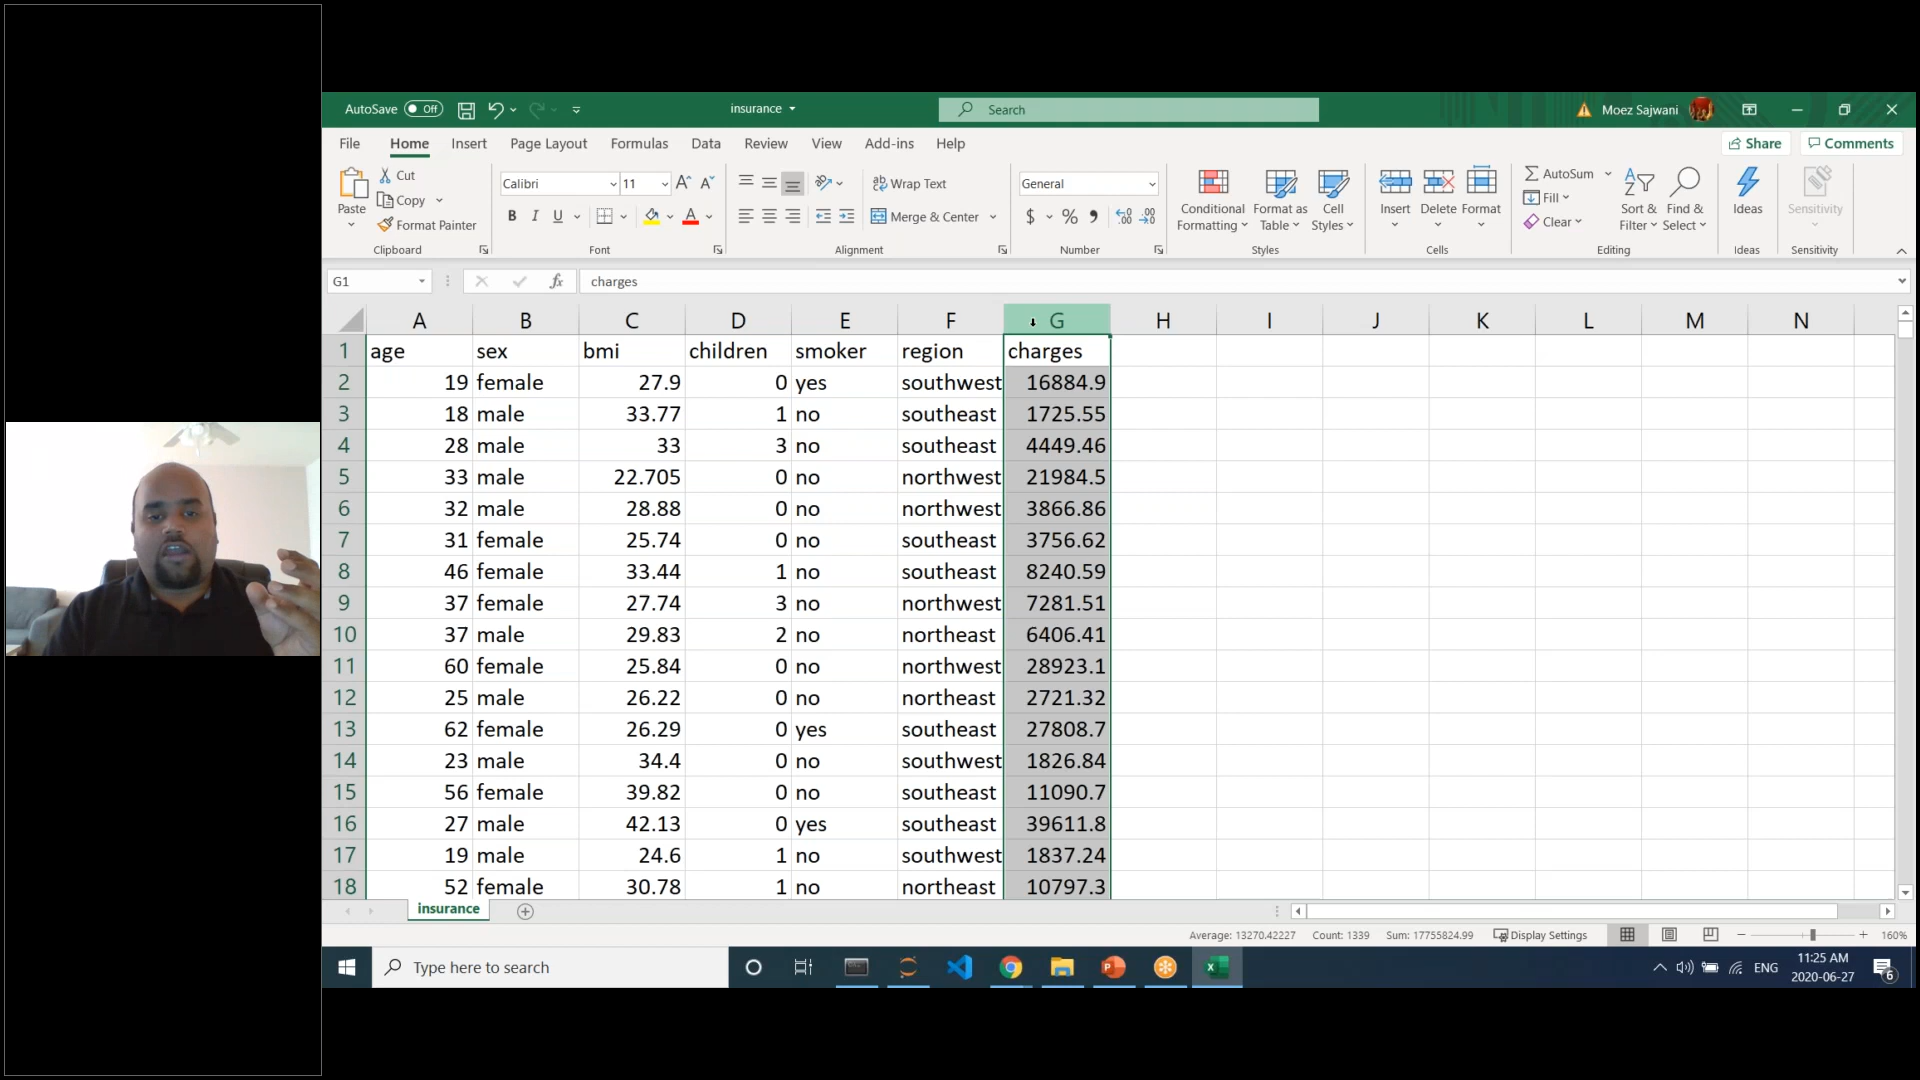 AutoSave Off insurance Search Moez Sajwani
File Home Insert Page Layout Formulas Data Review View Add-ins Help Share Comments
Paste Cut Copy Format Painter Clipboard
Calibri 11 B I U A Font
Wrap Text Merge & Center Alignment
General $ % Number
Conditional Formatting Format as Table Cell Styles Styles
Insert Delete Format Cells
AutoSum Fill Clear Sort & Filter Find & Select Editing
Ideas Ideas
Sensitivity Sensitivity
G1 fx charges
A B C D E F G H I J K L M N
1 age sex bmi children smoker region charges
2 19 female 27.9 0 yes southwest 16884.9
3 18 male 33.77 1 no southeast 1725.55
4 28 male 33 3 no southeast 4449.46
5 33 male 22.705 0 no northwest 21984.5
6 32 male 28.88 0 no northwest 3866.86
7 31 female 25.74 0 no southeast 3756.62
8 46 female 33.44 1 no southeast 8240.59
9 37 female 27.74 3 no northwest 7281.51
10 37 male 29.83 2 no northeast 6406.41
11 60 female 25.84 0 no northwest 28923.1
12 25 male 26.22 0 no northeast 2721.32
13 62 female 26.29 0 yes southeast 27808.7
14 23 male 34.4 0 no southwest 1826.84
15 56 female 39.82 0 no southeast 11090.7
16 27 male 42.13 0 yes southeast 39611.8
17 19 male 24.6 1 no southwest 1837.24
18 52 female 30.78 1 no northeast 10797.3
insurance
Average: 13270.42227 Count: 1339 Sum: 17755824.99 Display Settings 160%
Type here to search ENG 11:25 AM
2020-06-27 6